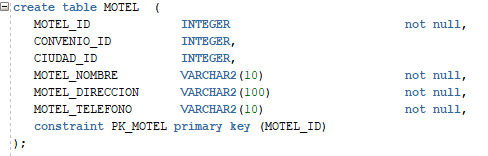 create table MOTEL (
MOTEL_ID INTEGER not null,
CONVENIO_ID INTEGER,
CIUDAD_ID INTEGER,
MOTEL_NOMBRE VARCHAR2(10) not null,
MOTEL_DIRECCION VARCHAR2(100) not null,
MOTEL_TELEFONO VARCHAR2(10) not null,
constraint PK_MOTEL primary key (MOTEL_ID)
);